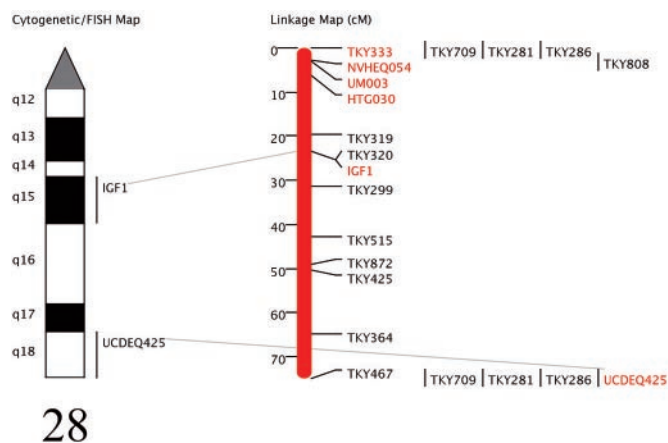 Cytogenetic/FISH Map
Linkage Map (cM)
0
TKY333
TKY709
TKY281
TKY286
TKY808
NVHEQ054
UM003
HTG030
q12
10
q13
20
TKY319
q14
TKY320
IGF1
IGF1
q15
30
TKY299
40
TKY515
q16
TKY872
50
TKY425
q17
60
TKY364
UCDEQ425
q18
70
TKY467
TKY709
TKY281
TKY286
UCDEQ425
28